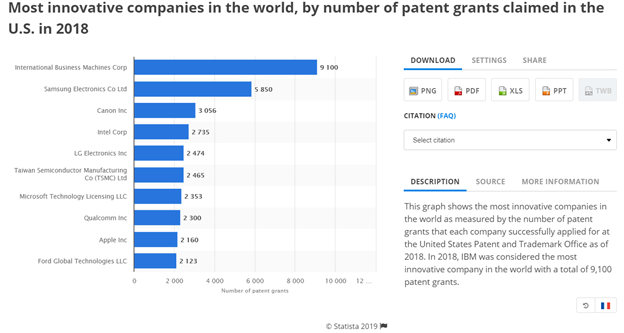 Most innovative companies in the world, by number of patent grants claimed in the
U.S. in 2018
International Business Machines Corp
9 100
Samsung Electronics Co Ltd
5 850
Canon Inc
3 056
Intel Corp
2 735
LG Electronics Inc
2 474
Taiwan Semiconductor Manufacturing
Co (TSMC) Ltd
2 465
Microsoft Technology Licensing LLC
2 353
Qualcomm Inc
2 300
Apple Inc
2 160
Ford Global Technologies LLC
2 123
0 2 000 4 000 6 000 8 000 10 000 12 ...
Number of patent grants
© Statista 2019
DOWNLOAD SETTINGS SHARE
PNG PDF XLS PPT TWB
CITATION (FAQ)
Select citation
DESCRIPTION SOURCE MORE INFORMATION
This graph shows the most innovative companies in
the world as measured by the number of patent
grants that each company successfully applied for at
the United States Patent and Trademark Office as of
2018. In 2018, IBM was considered the most
innovative company in the world with a total of 9,100
patent grants.